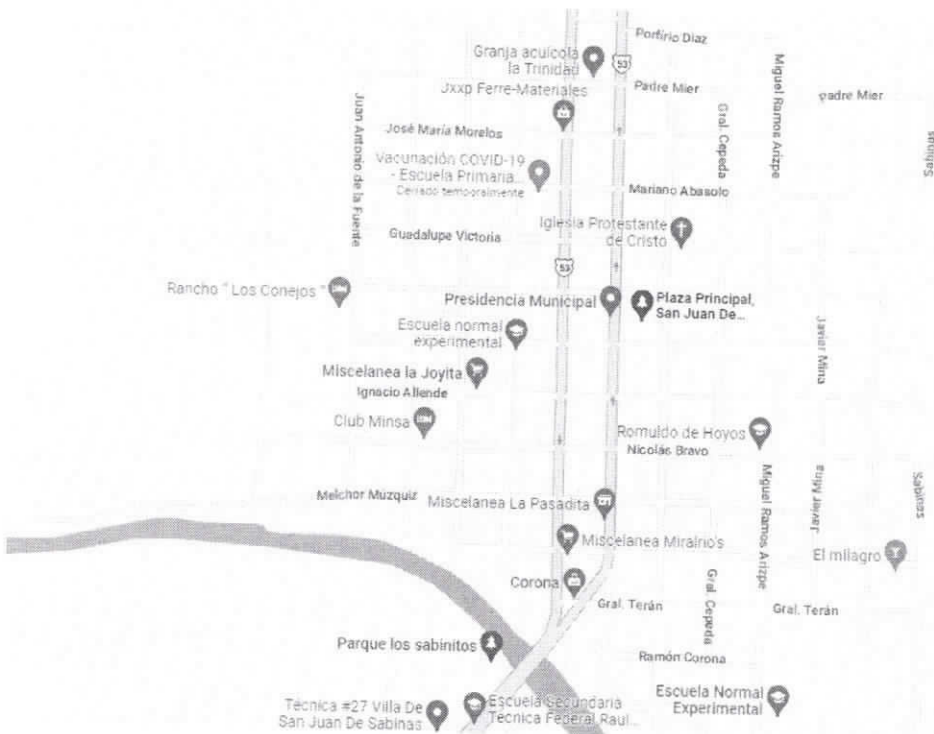 Porfirio Díaz
Granja acuícola
la Trinidad
53
Padre Mier
Miguel Ramos Arizpe
Padre Mier
Jxxp Ferre-Materiales
Juan Antonio de la Fuente
Gral. Cepeda
José María Morelos
Sabinas
Vacunación COVID-19
- Escuela Primaria...
Cerrado temporalmente
Mariano Abasolo
Guadalupe Victoria
Iglesia Protestante
de Cristo
53
Rancho " Los Conejos "
Presidencia Municipal
Plaza Principal,
San Juan De...
Escuela normal
experimental
Javier Mina
Miscelanea la Joyita
Ignacio Allende
Club Minsa
Romuldo de Hoyos
Nicolás Bravo
Melchor Múzquiz
Miscelanea La Pasadita
Miguel Ramos Arizpe
Javier Mina
Sabinas
Miscelanea Miralrio's
El milagro
Corona
Gral. Terán
Gral. Cepeda
Gral. Terán
Parque los sabinitos
Ramón Corona
Técnica #27 Villa De
San Juan De Sabinas
Escuela Secundaria
Técnica Federal Raul...
Escuela Normal
Experimental